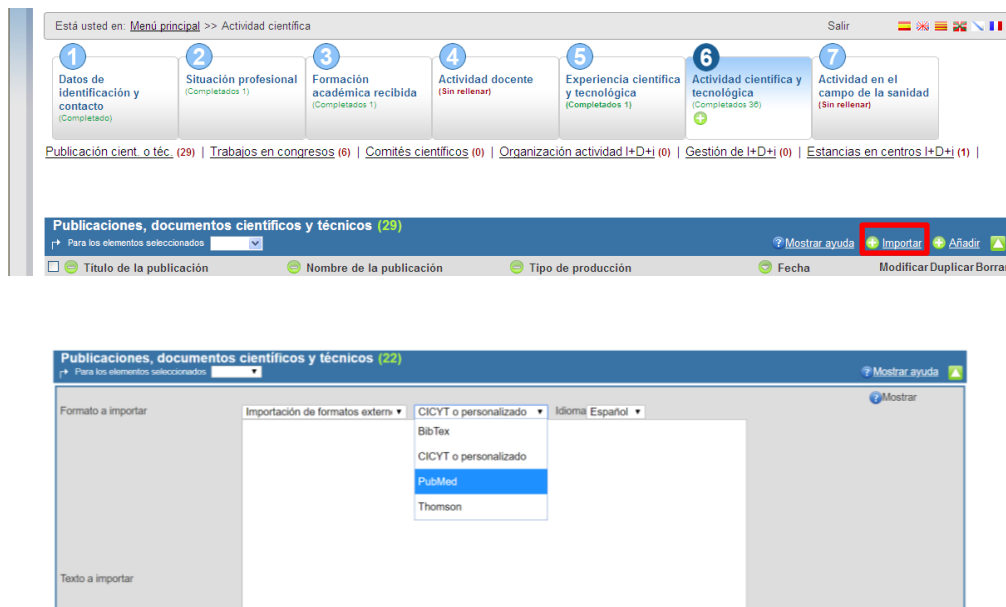 Está usted en: Menú principal >> Actividad científica Salir
1 2 3 4 5 6 7
Datos de identificación y contacto
(Completado)
Situación profesional
(Completados 1)
Formación académica recibida
(Completados 1)
Actividad docente
(Sin rellenar)
Experiencia científica y tecnológica
(Completados 1)
Actividad científica y tecnológica
(Completados 36)
Actividad en el campo de la sanidad
(Sin rellenar)
Publicación cient. o téc. (29) | Trabajos en congresos (6) | Comités científicos (0) | Organización actividad I+D+i (0) | Gestión de I+D+i (0) | Estancias en centros I+D+i (1) |
Publicaciones, documentos científicos y técnicos (29)
Para los elementos seleccionados ? Mostrar ayuda Importar Añadir
Título de la publicación Nombre de la publicación Tipo de producción Fecha Modificar Duplicar Borrar
Publicaciones, documentos científicos y técnicos (22)
Para los elementos seleccionados ? Mostrar ayuda
? Mostrar
Formato a importar Importación de formatos extern CICYT o personalizado Idioma Español
BibTex
CICYT o personalizado
PubMed
Thomson
Texto a importar